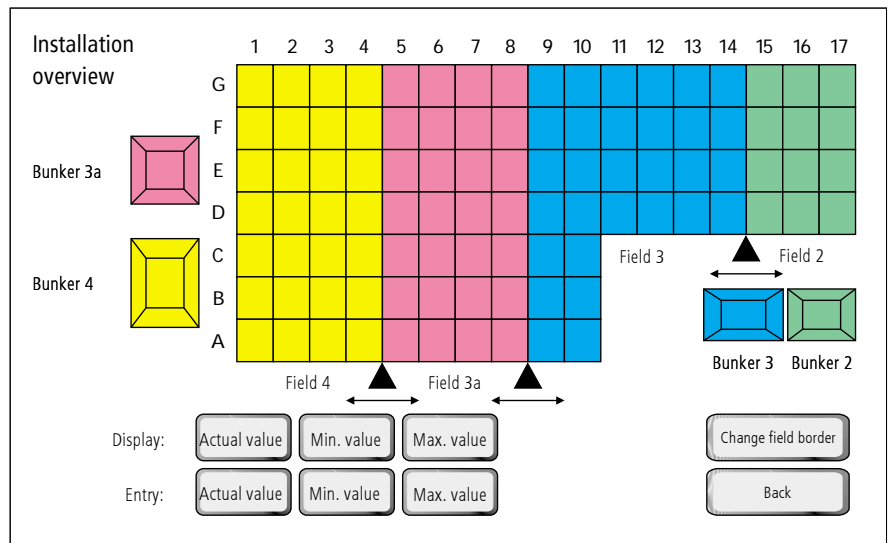 Installation
overview
1 2 3 4 5 6 7 8 9 10 11 12 13 14 15 16 17
G
F
E
D
C
B
A
Bunker 3a
Bunker 4
Field 3
Field 2
Bunker 3
Bunker 2
Field 4
Field 3a
Display: Actual value Min. value Max. value Change field border
Entry: Actual value Min. value Max. value Back